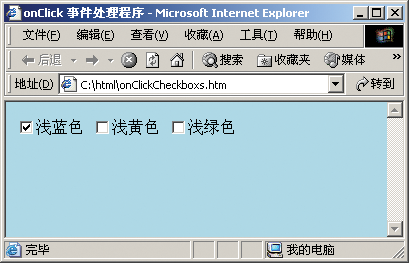 onClick 事件处理程序 - Microsoft Internet Explorer
文件(F) 编辑(E) 查看(V) 收藏(A) 工具(T) 帮助(H)
后退 搜索 收藏夹 媒体 »
地址(D) C:\html\onClickCheckboxs.htm 转到
浅蓝色 浅黄色 浅绿色
完毕 我的电脑